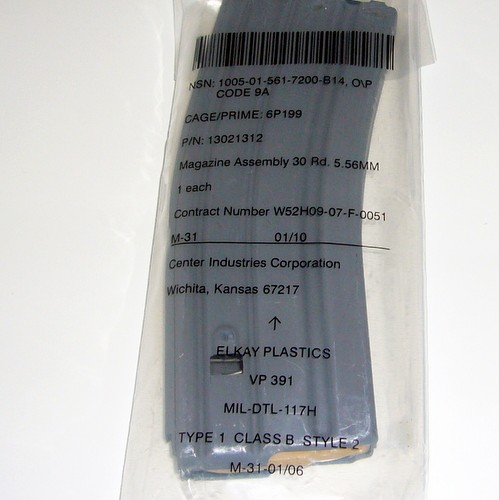 NSN: 1005-01-561-7200-B14, O\P
CODE 9A
CAGE/PRIME: 6P199
P/N: 13021312
Magazine Assembly 30 Rd. 5.56MM
1 each
Contract Number W52H09-07-F-0051
M-31 01/10
Center Industries Corporation
Wichita, Kansas 67217
↑
ELKAY PLASTICS
VP 391
MIL-DTL-117H
TYPE 1 CLASS B STYLE 2
M-31-01/06